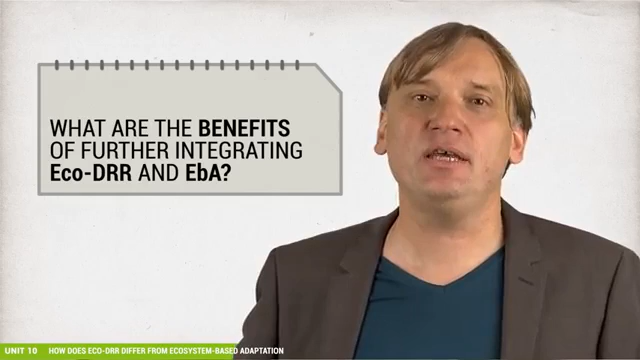 WHAT ARE THE BENEFITS
OF FURTHER INTEGRATING
Eco-DRR AND EbA?
UNIT 10 HOW DOES ECO-DRR DIFFER FROM ECOSYSTEM-BASED ADAPTATION